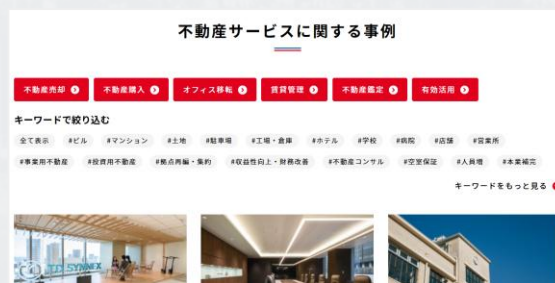 不動産サービスに関する事例
不動産売却 不動産購入 オフィス移転 賃貸管理 不動産鑑定 有効活用
キーワードで絞り込む
全て表示 #ビル #マンション #土地 #駐車場 #工場・倉庫 #ホテル #学校 #病院 #店舗 #営業所
#事業用不動産 #投資用不動産 #拠点再編・集約 #収益性向上・財務改善 #不動産コンサル #空室保証 #人員増 #本業補完
キーワードをもっと見る
TD SYNNEX